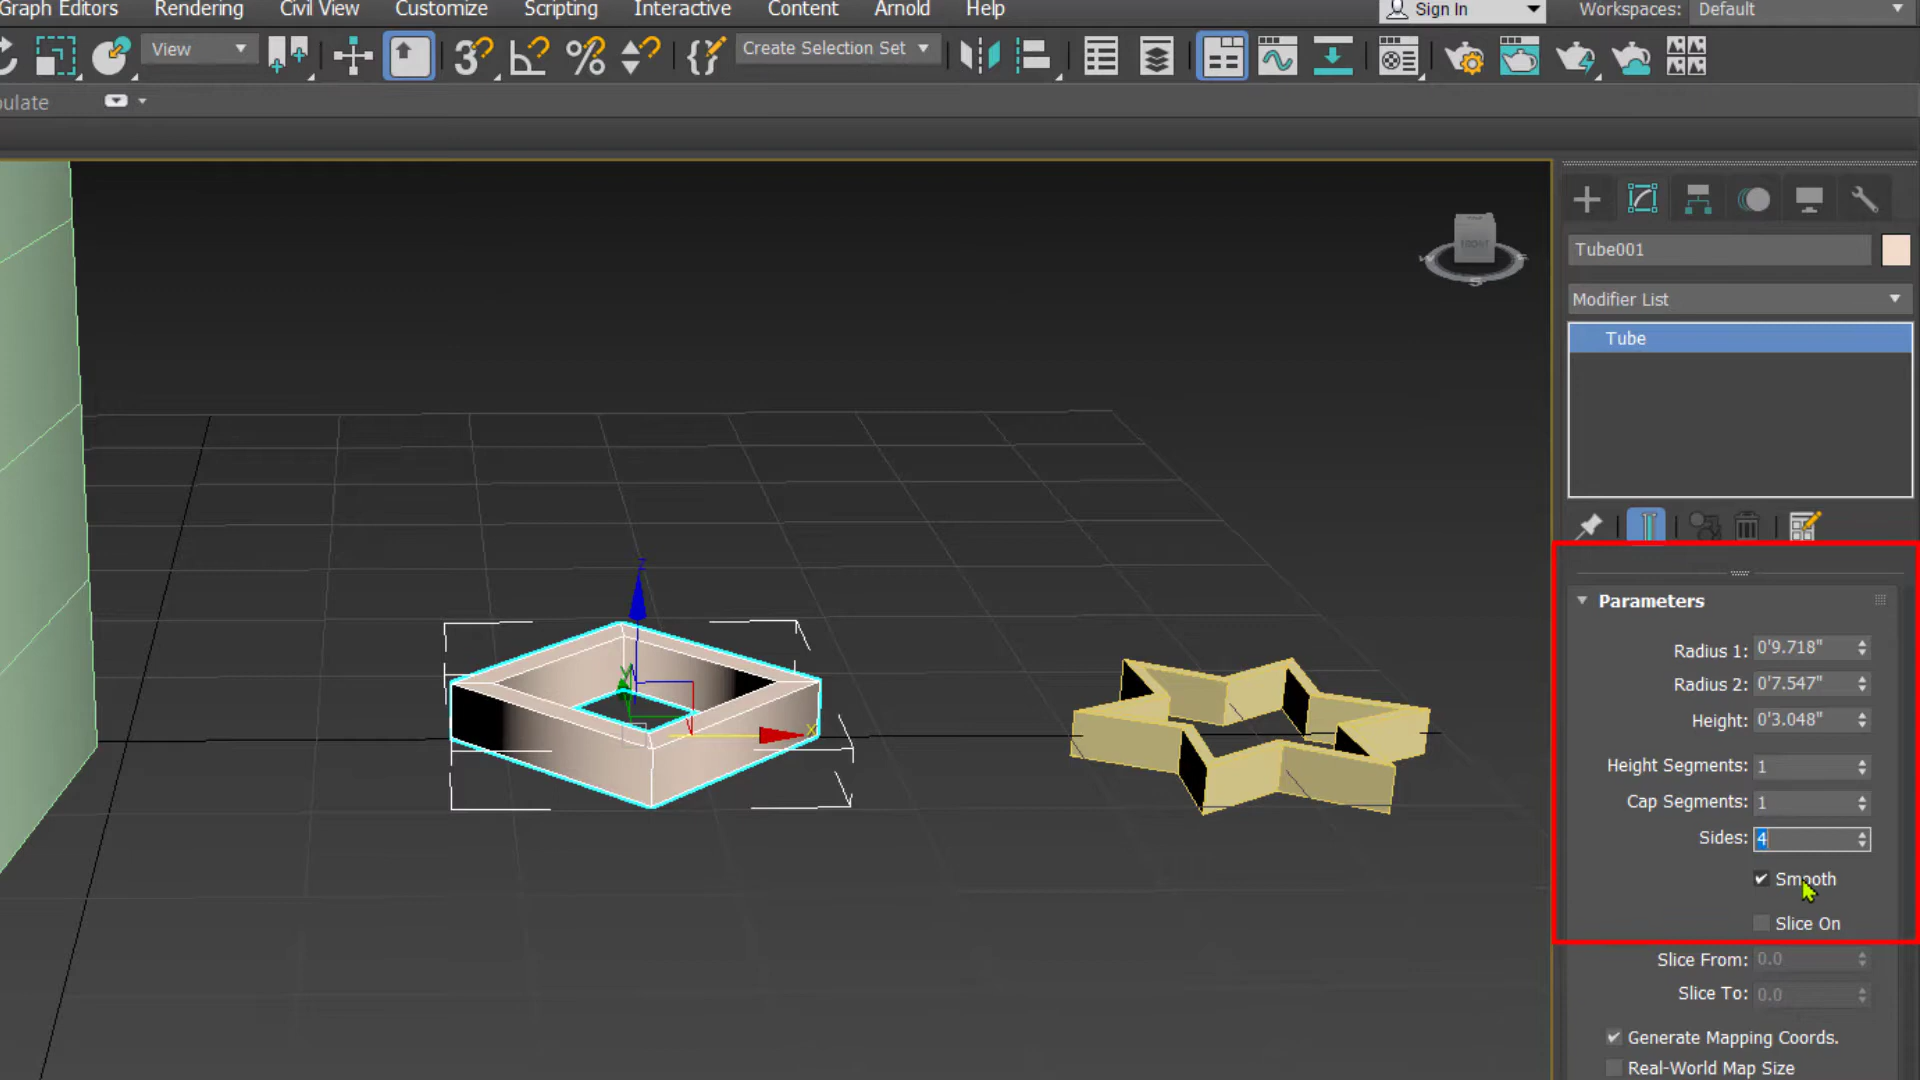 Graph Editors Rendering Civil View Customize Scripting Interactive Content Arnold Help Sign In Workspaces: Default
View Create Selection Set
pulate
FRONT
W
S
Tube001
Modifier List
Tube
Parameters
Radius 1: 0'9.718"
Radius 2: 0'7.547"
Height: 0'3.048"
Height Segments: 1
Cap Segments: 1
Sides: 4
Smooth
Slice On
Slice From: 0.0
Slice To: 0.0
Generate Mapping Coords.
Real-World Map Size
z
y
x